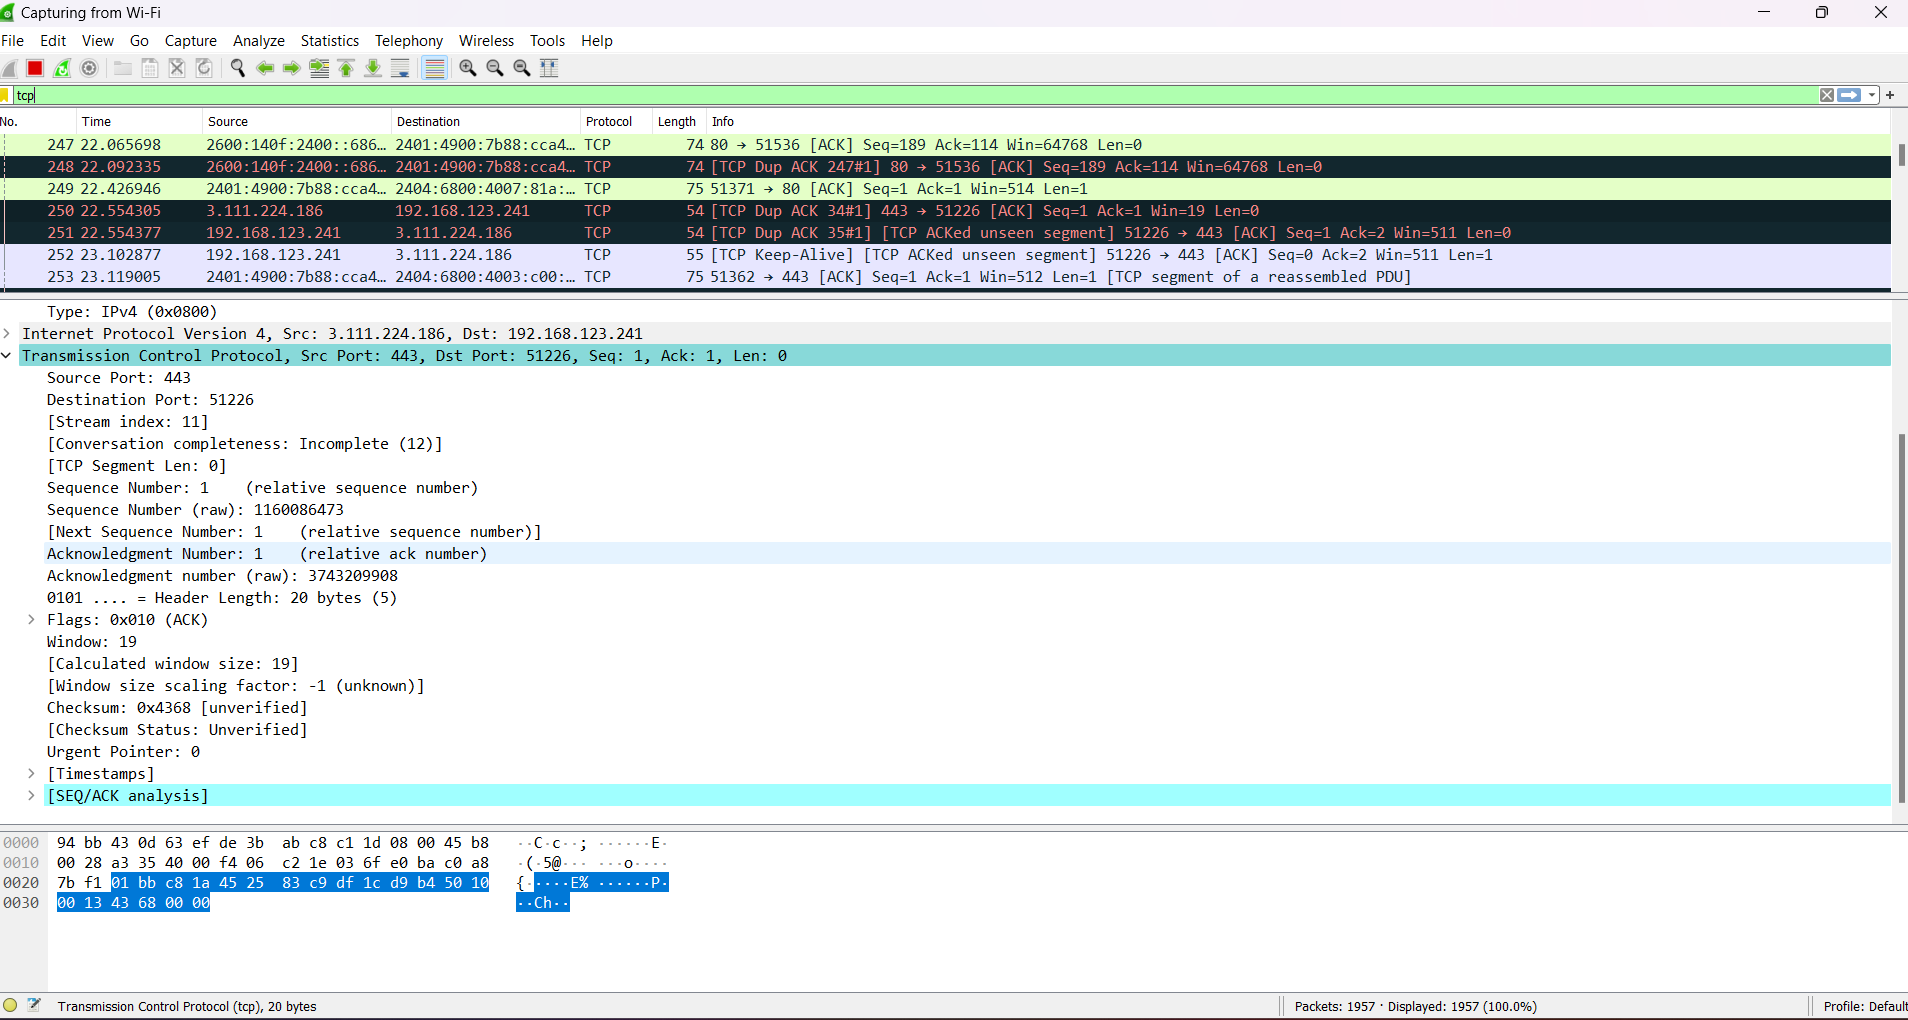 Capturing from Wi-Fi
File Edit View Go Capture Analyze Statistics Telephony Wireless Tools Help
tcp
No. Time Source Destination Protocol Length Info
247 22.065698 2600:140f:2400::686… 2401:4900:7b88:cca4… TCP 74 80 → 51536 [ACK] Seq=189 Ack=114 Win=64768 Len=0
248 22.092335 2600:140f:2400::686… 2401:4900:7b88:cca4… TCP 74 [TCP Dup ACK 247#1] 80 → 51536 [ACK] Seq=189 Ack=114 Win=64768 Len=0
249 22.426946 2401:4900:7b88:cca4… 2404:6800:4007:81a:… TCP 75 51371 → 80 [ACK] Seq=1 Ack=1 Win=514 Len=1
250 22.554305 3.111.224.186 192.168.123.241 TCP 54 [TCP Dup ACK 34#1] 443 → 51226 [ACK] Seq=1 Ack=1 Win=19 Len=0
251 22.554377 192.168.123.241 3.111.224.186 TCP 54 [TCP Dup ACK 35#1] [TCP ACKed unseen segment] 51226 → 443 [ACK] Seq=1 Ack=2 Win=511 Len=0
252 23.102877 192.168.123.241 3.111.224.186 TCP 55 [TCP Keep-Alive] [TCP ACKed unseen segment] 51226 → 443 [ACK] Seq=0 Ack=2 Win=511 Len=1
253 23.119005 2401:4900:7b88:cca4… 2404:6800:4003:c00:… TCP 75 51362 → 443 [ACK] Seq=1 Ack=1 Win=512 Len=1 [TCP segment of a reassembled PDU]
Type: IPv4 (0x0800)
Internet Protocol Version 4, Src: 3.111.224.186, Dst: 192.168.123.241
Transmission Control Protocol, Src Port: 443, Dst Port: 51226, Seq: 1, Ack: 1, Len: 0
Source Port: 443
Destination Port: 51226
[Stream index: 11]
[Conversation completeness: Incomplete (12)]
[TCP Segment Len: 0]
Sequence Number: 1 (relative sequence number)
Sequence Number (raw): 1160086473
[Next Sequence Number: 1 (relative sequence number)]
Acknowledgment Number: 1 (relative ack number)
Acknowledgment number (raw): 3743209908
0101 .... = Header Length: 20 bytes (5)
Flags: 0x010 (ACK)
Window: 19
[Calculated window size: 19]
[Window size scaling factor: -1 (unknown)]
Checksum: 0x4368 [unverified]
[Checksum Status: Unverified]
Urgent Pointer: 0
[Timestamps]
[SEQ/ACK analysis]
0000 94 bb 43 0d 63 ef de 3b ab c8 c1 1d 08 00 45 b8 ··C·c··; ······E·
0010 00 28 a3 35 40 00 f4 06 c2 1e 03 6f e0 ba c0 a8 ·(·5@··· ···o····
0020 7b f1 01 bb c8 1a 45 25 83 c9 df 1c d9 b4 50 10 {·····E% ······P·
0030 00 13 43 68 00 00 ··Ch··
Transmission Control Protocol (tcp), 20 bytes Packets: 1957 · Displayed: 1957 (100.0%) Profile: Default